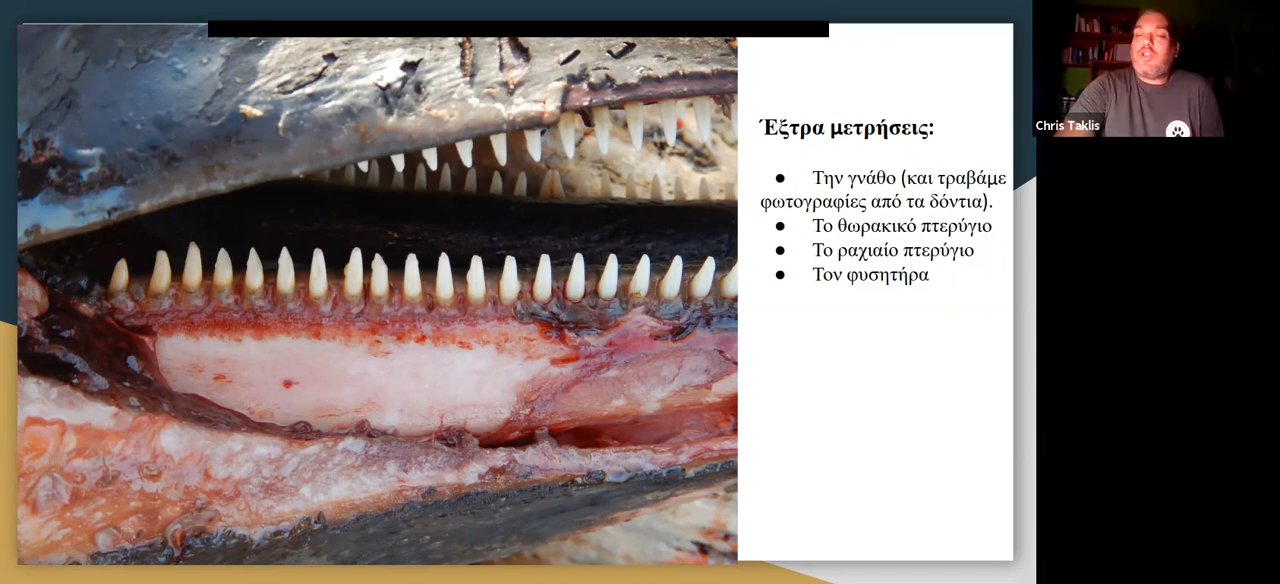 Έξτρα μετρήσεις:
● Την γνάθο (και τραβάμε
φωτογραφίες από τα δόντια).
● Το θωρακικό πτερύγιο
● Το ραχιαίο πτερύγιο
● Τον φυσητήρα
Chris Taklis